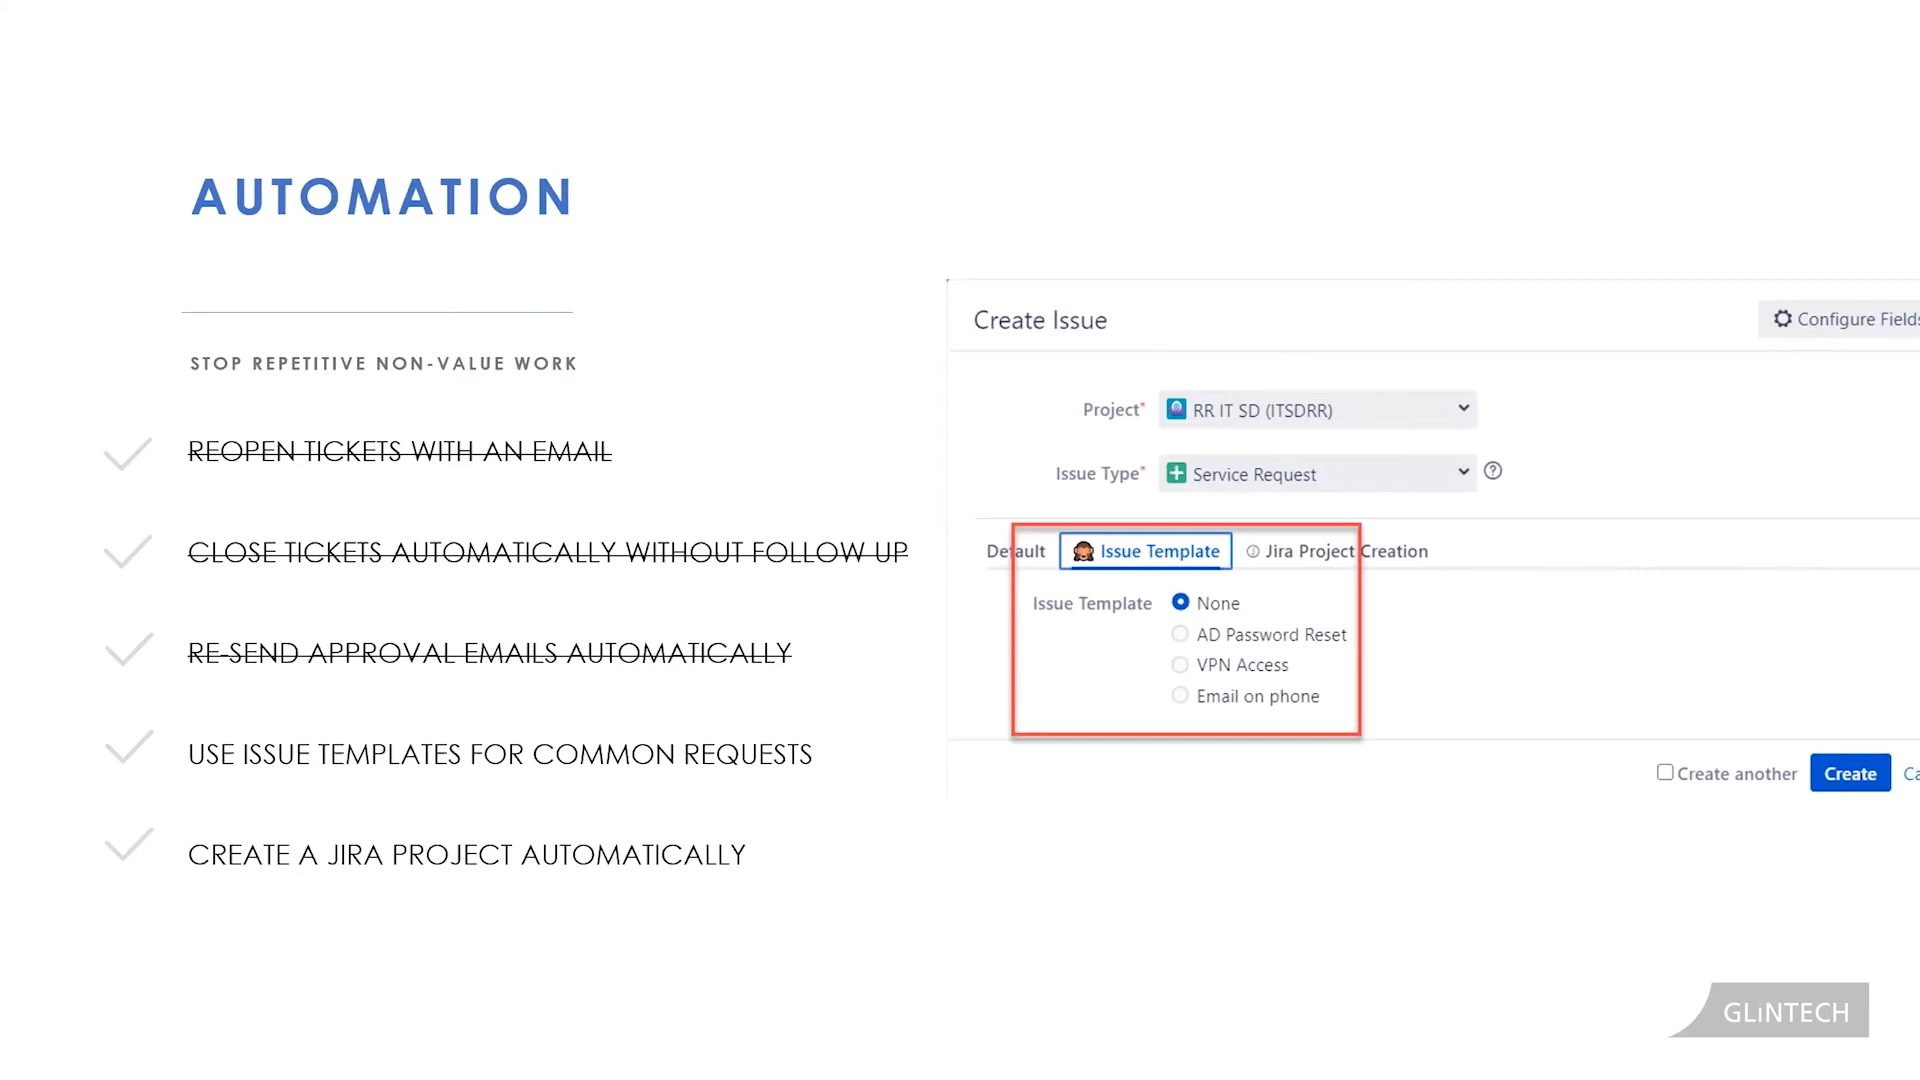 AUTOMATION
STOP REPETITIVE NON-VALUE WORK
REOPEN TICKETS WITH AN EMAIL
CLOSE TICKETS AUTOMATICALLY WITHOUT FOLLOW UP
RE-SEND APPROVAL EMAILS AUTOMATICALLY
USE ISSUE TEMPLATES FOR COMMON REQUESTS
CREATE A JIRA PROJECT AUTOMATICALLY
Create Issue
Configure Fields
Project*
RR IT SD (ITSDRR)
Issue Type*
Service Request
Default
Issue Template
Jira Project Creation
Issue Template
None
AD Password Reset
VPN Access
Email on phone
Create another
Create
Ca
GLiNTECH